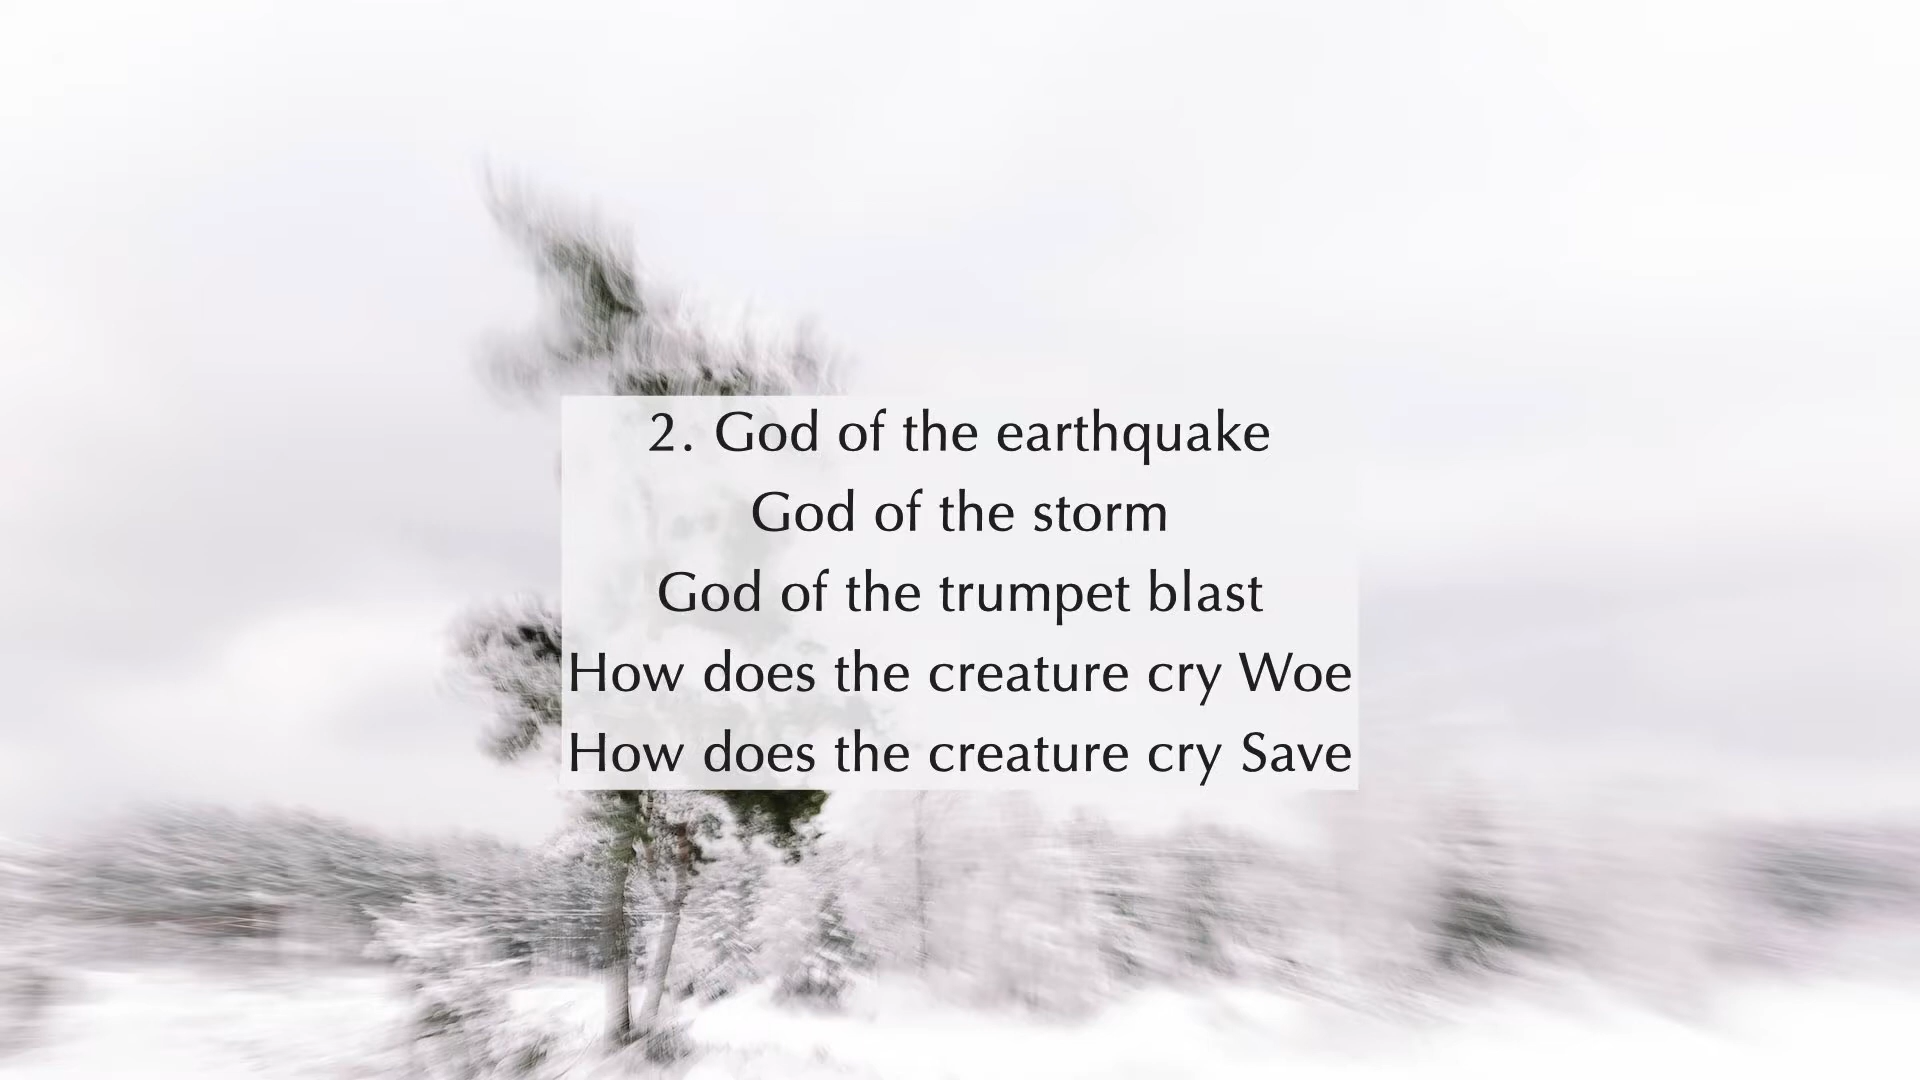 2. God of the earthquake
God of the storm
God of the trumpet blast
How does the creature cry Woe
How does the creature cry Save